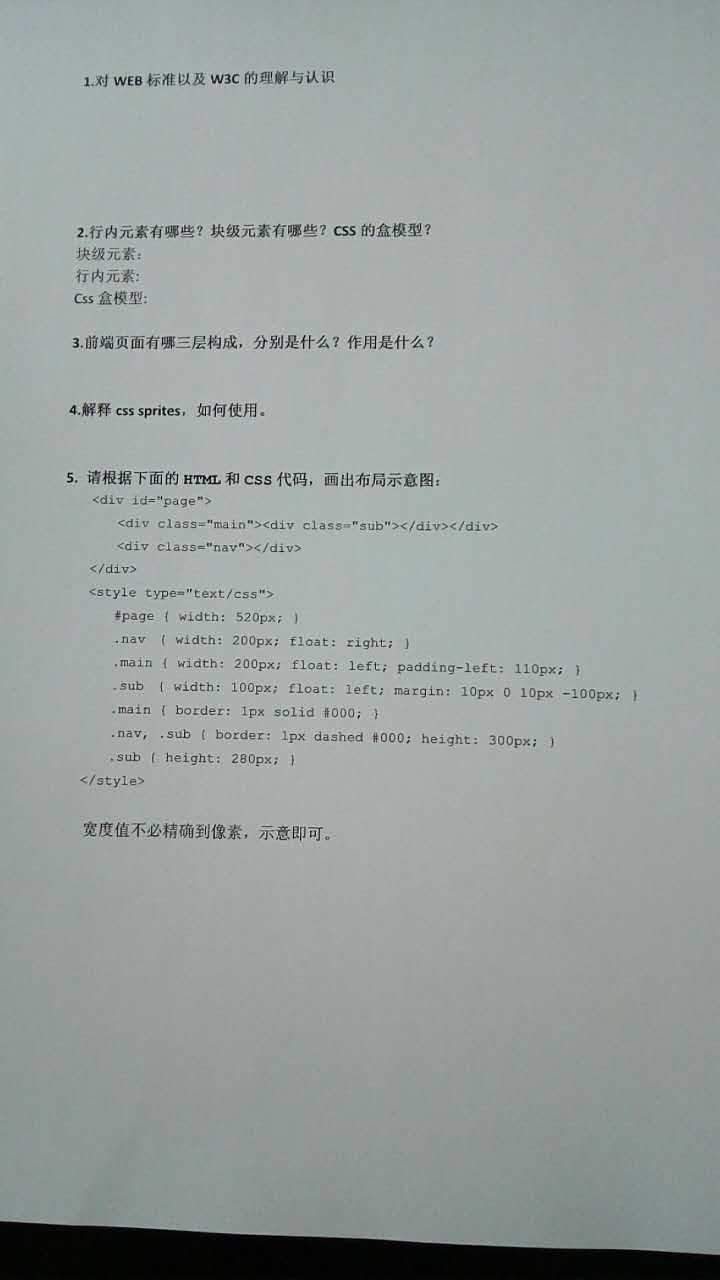 1.对 WEB 标准以及 W3C 的理解与认识
2.行内元素有哪些？块级元素有哪些？CSS 的盒模型？
块级元素：
行内元素:
Css 盒模型:
3.前端页面有哪三层构成，分别是什么？作用是什么？
4.解释 css sprites，如何使用。
5. 请根据下面的 HTML 和 CSS 代码，画出布局示意图：
<div id="page">
<div class="main"><div class="sub"></div></div>
<div class="nav"></div>
</div>
<style type="text/css">
#page { width: 520px; }
.nav { width: 200px; float: right; }
.main { width: 200px; float: left; padding-left: 110px; }
.sub { width: 100px; float: left; margin: 10px 0 10px -100px; }
.main { border: 1px solid #000; }
.nav, .sub { border: 1px dashed #000; height: 300px; }
.sub { height: 280px; }
</style>
宽度值不必精确到像素，示意即可。